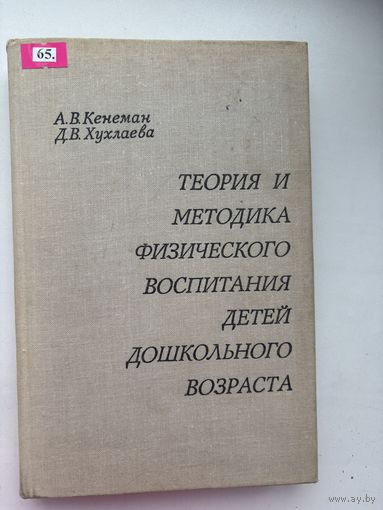 65.
А.В.Кенеман
Д.В.Хухлаева
ТЕОРИЯ И
МЕТОДИКА
ФИЗИЧЕСКОГО
ВОСПИТАНИЯ
ДЕТЕЙ
ДОШКОЛЬНОГО
ВОЗРАСТА
www.ay.by